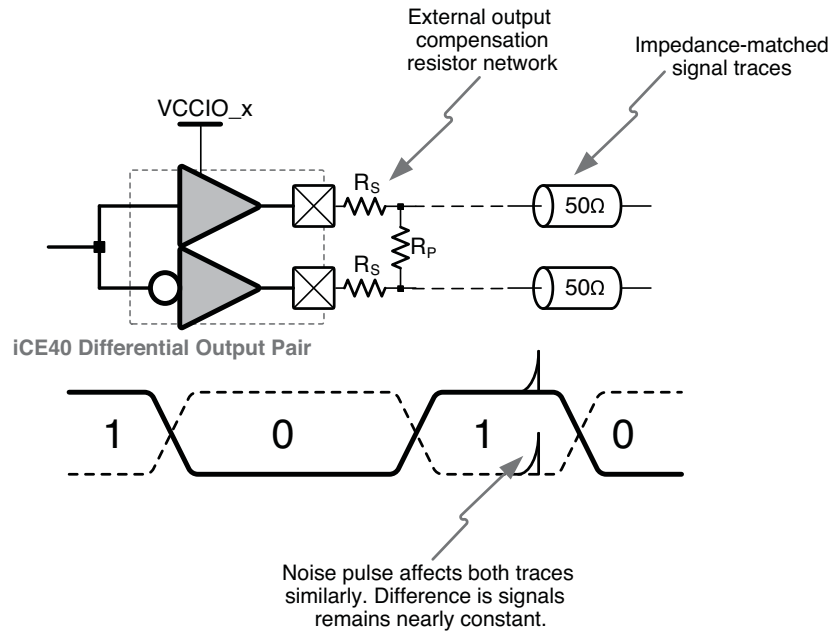 External output
compensation
resistor network
Impedance-matched
signal traces
VCCIO_x
RS
50Ω
RP
RS
50Ω
iCE40 Differential Output Pair
1
0
1
0
Noise pulse affects both traces
similarly. Difference is signals
remains nearly constant.